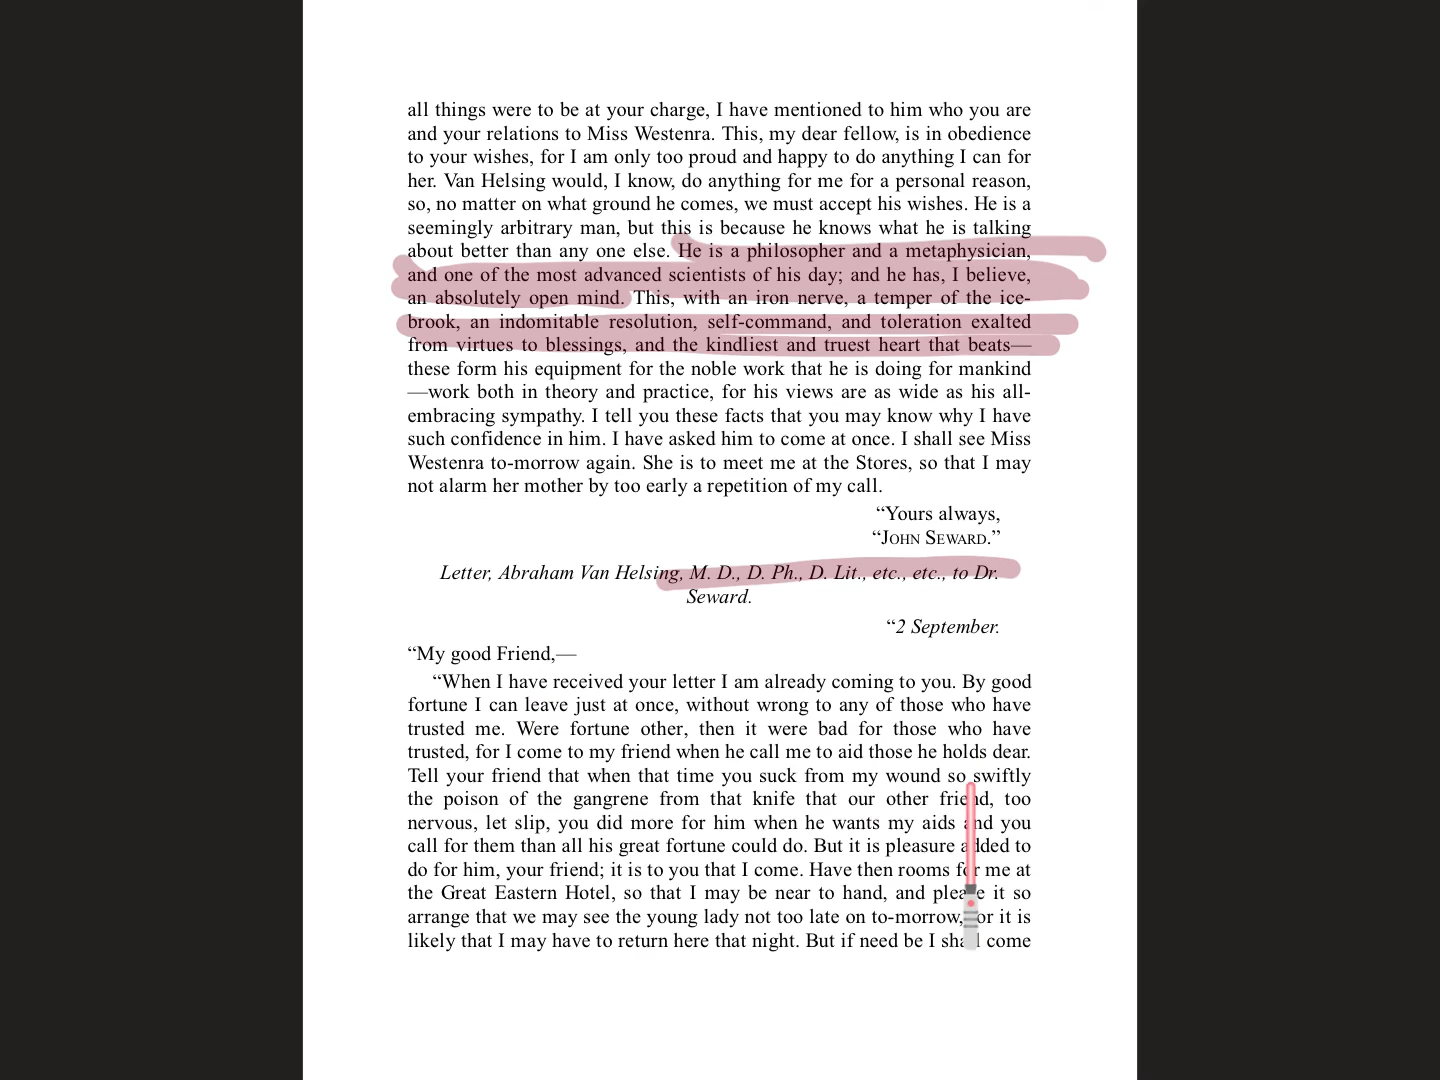 all things were to be at your charge, I have mentioned to him who you are
and your relations to Miss Westenra. This, my dear fellow, is in obedience
to your wishes, for I am only too proud and happy to do anything I can for
her. Van Helsing would, I know, do anything for me for a personal reason,
so, no matter on what ground he comes, we must accept his wishes. He is a
seemingly arbitrary man, but this is because he knows what he is talking
about better than any one else. He is a philosopher and a metaphysician,
and one of the most advanced scientists of his day; and he has, I believe,
an absolutely open mind. This, with an iron nerve, a temper of the ice-
brook, an indomitable resolution, self-command, and toleration exalted
from virtues to blessings, and the kindliest and truest heart that beats—
these form his equipment for the noble work that he is doing for mankind
—work both in theory and practice, for his views are as wide as his all-
embracing sympathy. I tell you these facts that you may know why I have
such confidence in him. I have asked him to come at once. I shall see Miss
Westenra to-morrow again. She is to meet me at the Stores, so that I may
not alarm her mother by too early a repetition of my call.
“Yours always,
“JOHN SEWARD.”
Letter, Abraham Van Helsing, M. D., D. Ph., D. Lit., etc., etc., to Dr.
Seward.
“2 September.
“My good Friend,—
“When I have received your letter I am already coming to you. By good
fortune I can leave just at once, without wrong to any of those who have
trusted me. Were fortune other, then it were bad for those who have
trusted, for I come to my friend when he call me to aid those he holds dear.
Tell your friend that when that time you suck from my wound so swiftly
the poison of the gangrene from that knife that our other friend, too
nervous, let slip, you did more for him when he wants my aids and you
call for them than all his great fortune could do. But it is pleasure added to
do for him, your friend; it is to you that I come. Have then rooms for me at
the Great Eastern Hotel, so that I may be near to hand, and please it so
arrange that we may see the young lady not too late on to-morrow, for it is
likely that I may have to return here that night. But if need be I shall come